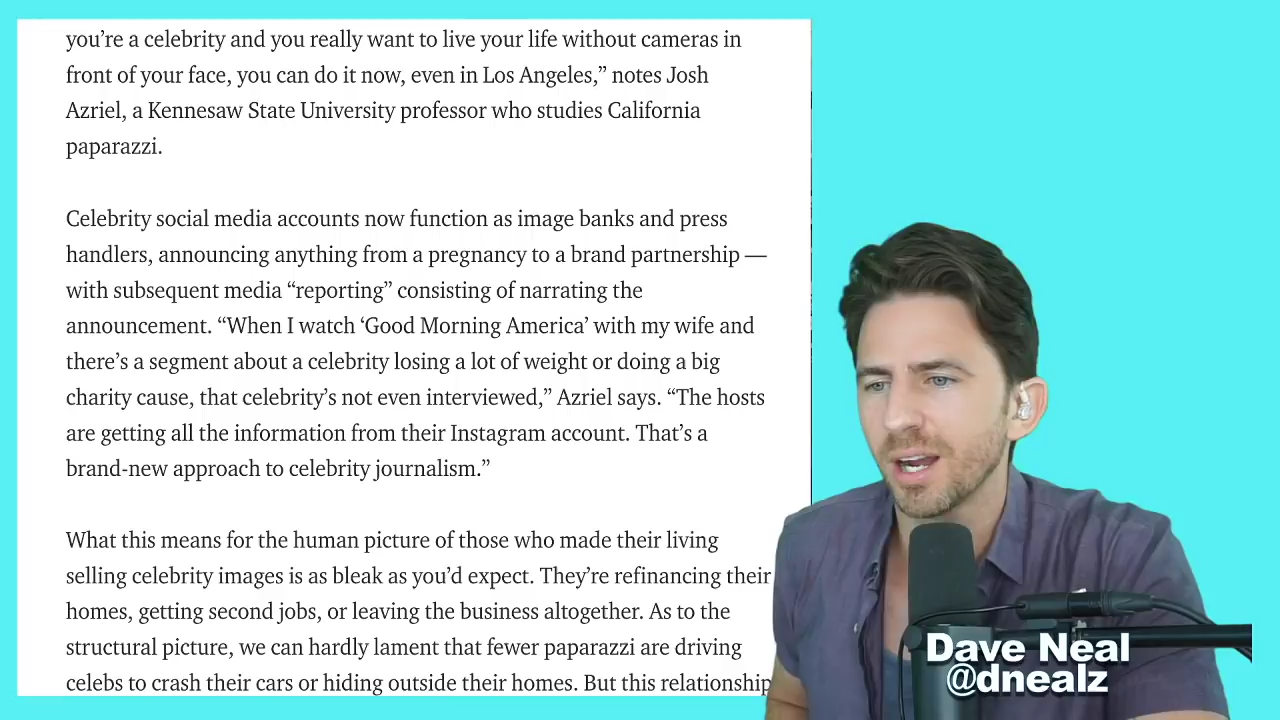 you’re a celebrity and you really want to live your life without cameras in
front of your face, you can do it now, even in Los Angeles,” notes Josh
Azriel, a Kennesaw State University professor who studies California
paparazzi.
Celebrity social media accounts now function as image banks and press
handlers, announcing anything from a pregnancy to a brand partnership —
with subsequent media “reporting” consisting of narrating the
announcement. “When I watch ‘Good Morning America’ with my wife and
there’s a segment about a celebrity losing a lot of weight or doing a big
charity cause, that celebrity’s not even interviewed,” Azriel says. “The hosts
are getting all the information from their Instagram account. That’s a
brand-new approach to celebrity journalism.”
What this means for the human picture of those who made their living
selling celebrity images is as bleak as you’d expect. They’re refinancing their
homes, getting second jobs, or leaving the business altogether. As to the
structural picture, we can hardly lament that fewer paparazzi are driving
celebs to crash their cars or hiding outside their homes. But this relationship
Dave Neal
@dnealz